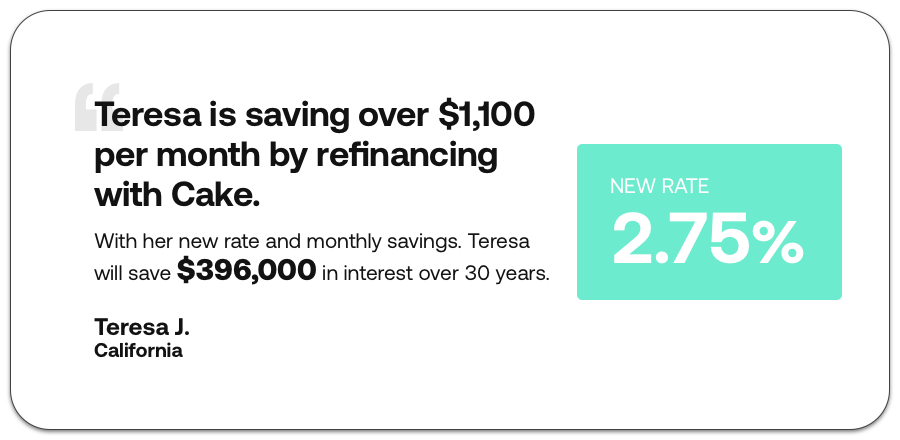 “
Teresa is saving over $1,100
per month by refinancing
with Cake.
With her new rate and monthly savings. Teresa
will save $396,000 in interest over 30 years.
Teresa J.
California
NEW RATE
2.75%